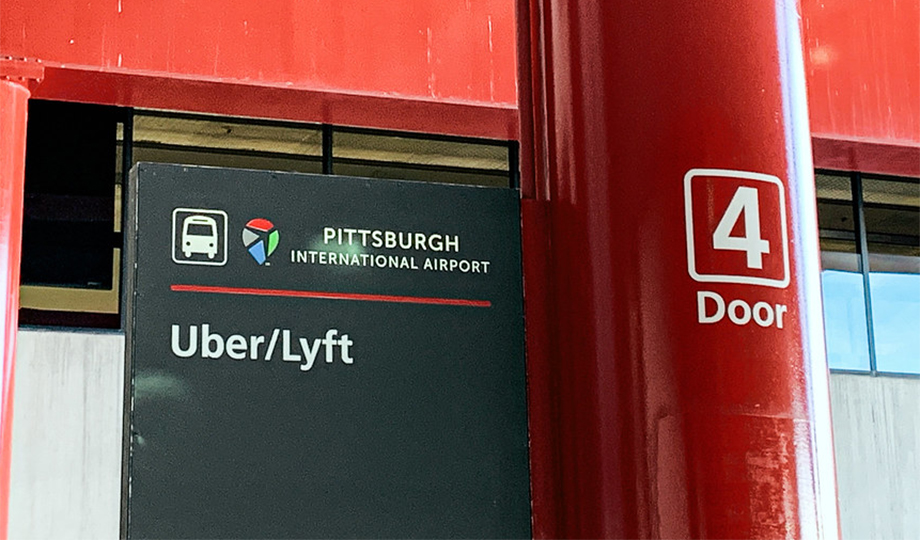 PITTSBURGH
INTERNATIONAL AIRPORT
Uber/Lyft
4
Door